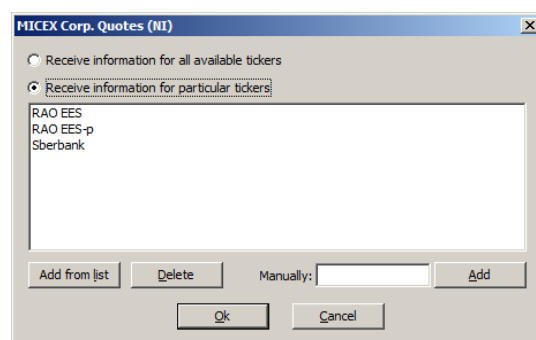 MICEX Corp. Quotes (NI)
Receive information for all available tickers
Receive information for particular tickers
RAO EES
RAO EES-p
Sberbank
Add from list Delete Manually: Add
Ok Cancel